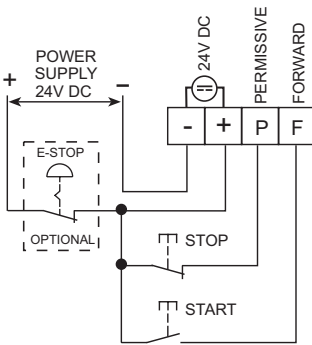 POWER
SUPPLY
24V DC
+
-
24V DC
PERMISSIVE
FORWARD
- + P F
E-STOP
OPTIONAL
STOP
START